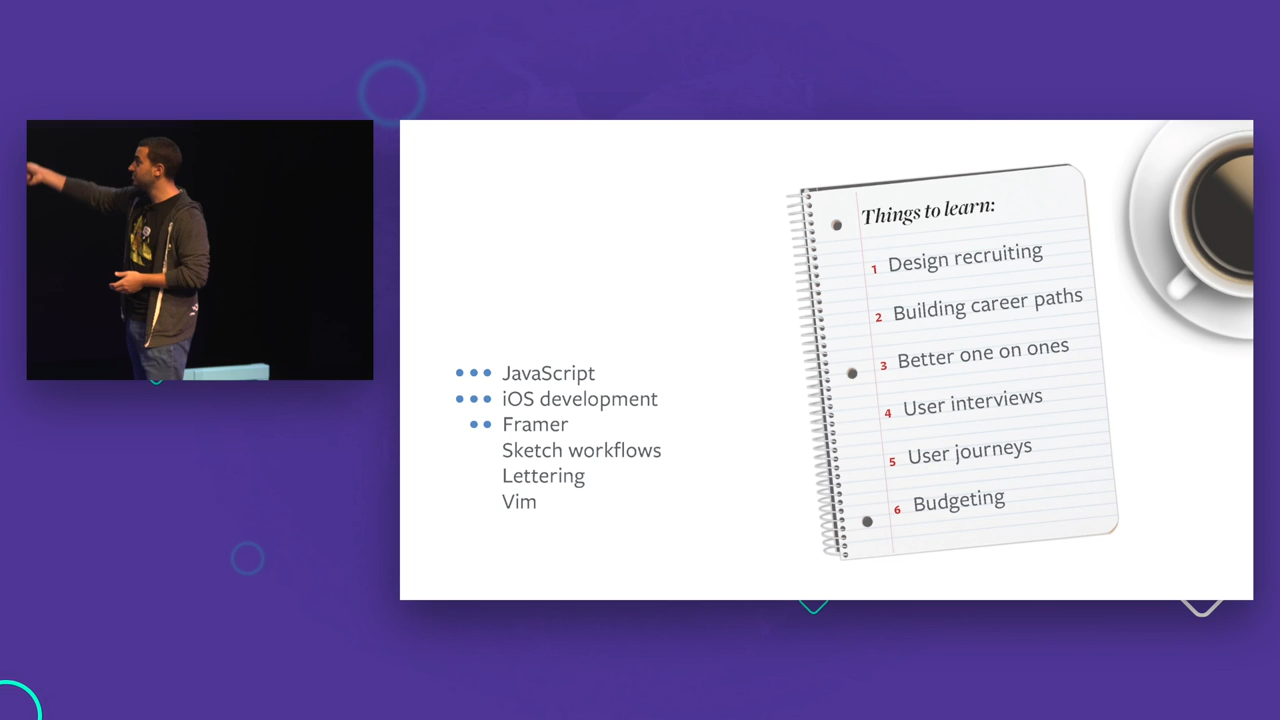 JavaScript
iOS development
Framer
Sketch workflows
Lettering
Vim
Things to learn:
1 Design recruiting
2 Building career paths
3 Better one on ones
4 User interviews
5 User journeys
6 Budgeting